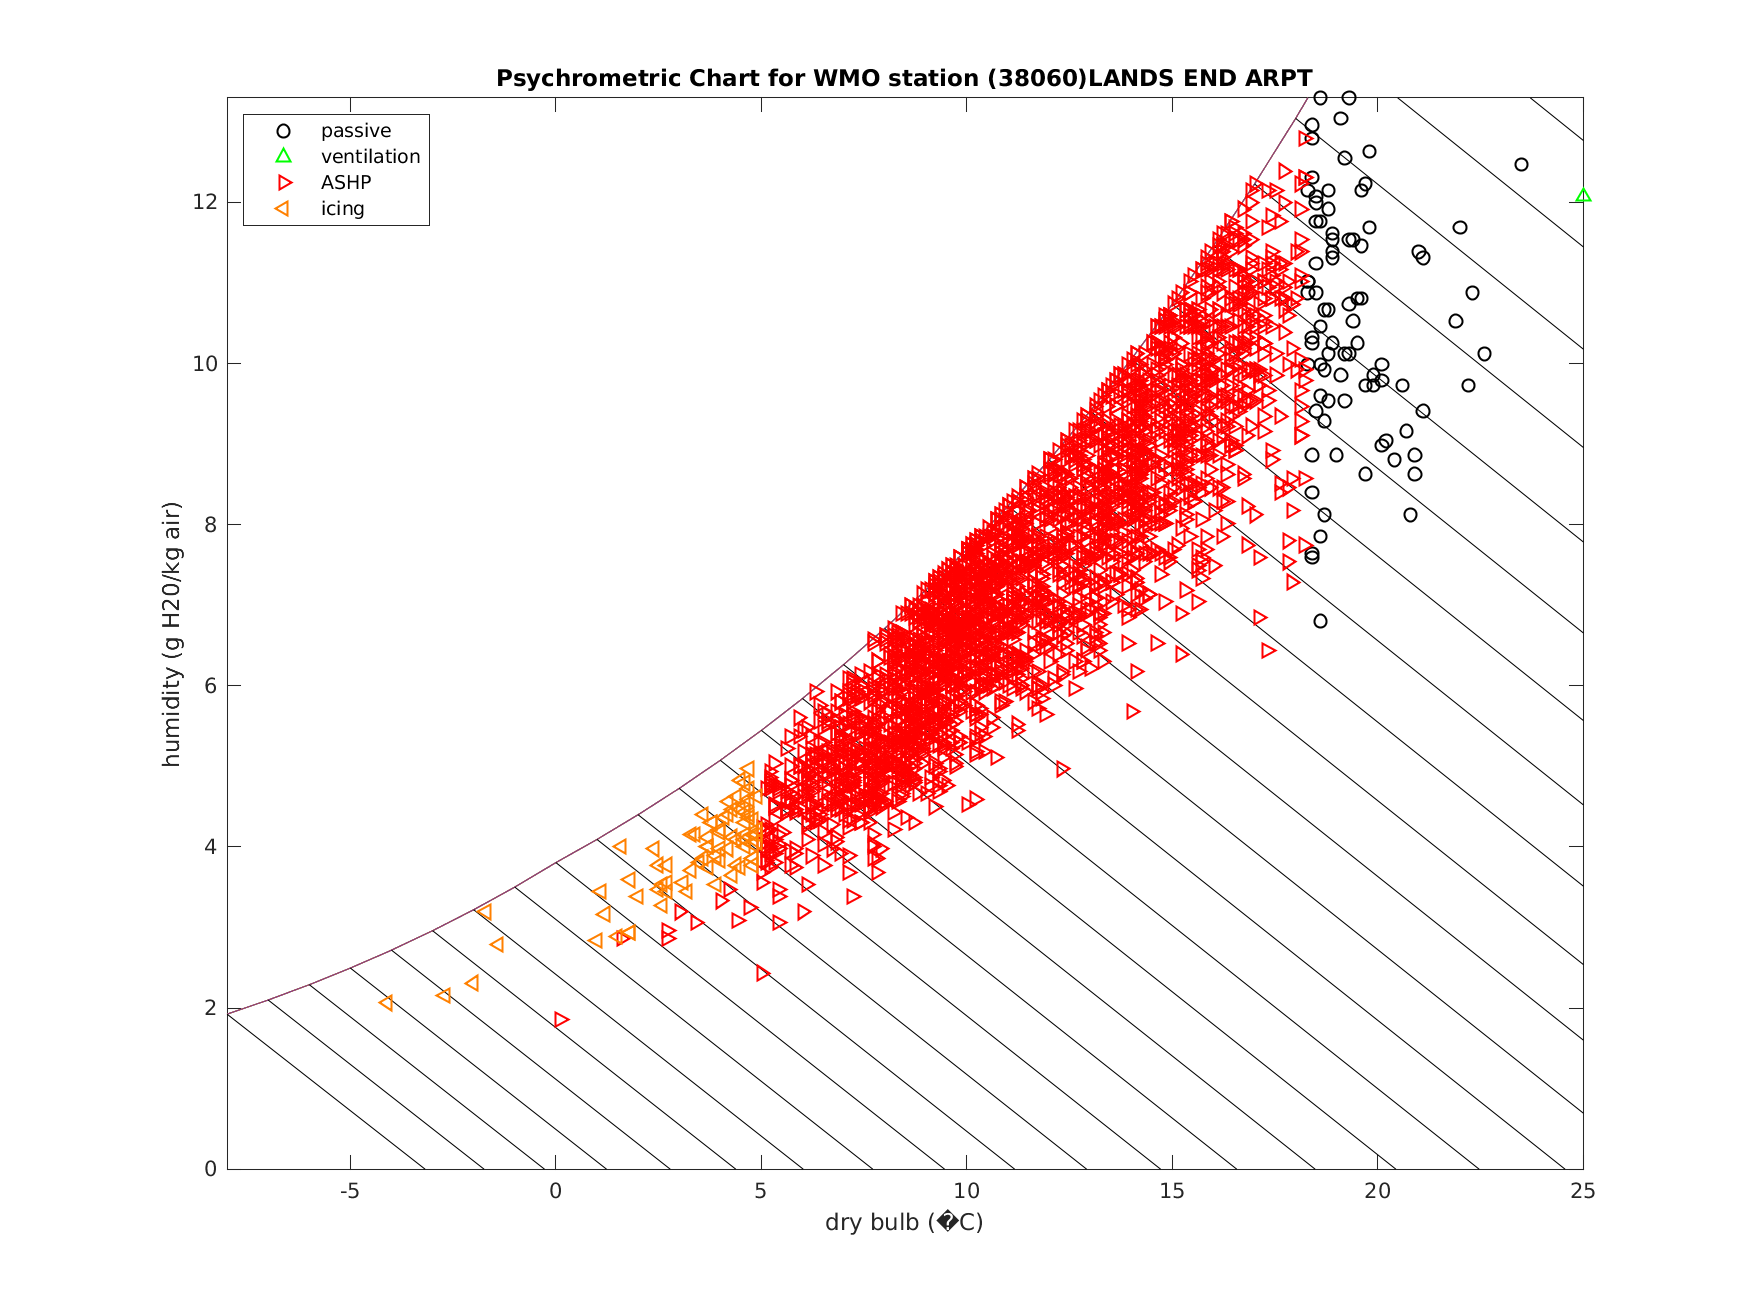 Psychrometric Chart for WMO station (38060)LANDS END ARPT
passive
ventilation
ASHP
icing
humidity (g H20/kg air)
12
10
8
6
4
2
0
-5 0 5 10 15 20 25
dry bulb (�C)